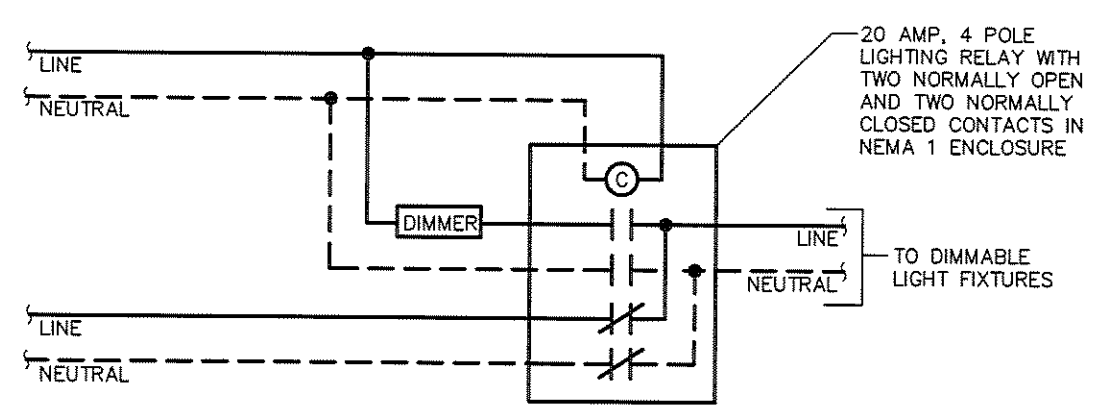 20 AMP, 4 POLE
LIGHTING RELAY WITH
TWO NORMALLY OPEN
AND TWO NORMALLY
CLOSED CONTACTS IN
NEMA 1 ENCLOSURE
LINE
NEUTRAL
C
DIMMER
LINE
NEUTRAL
TO DIMMABLE
LIGHT FIXTURES
LINE
NEUTRAL